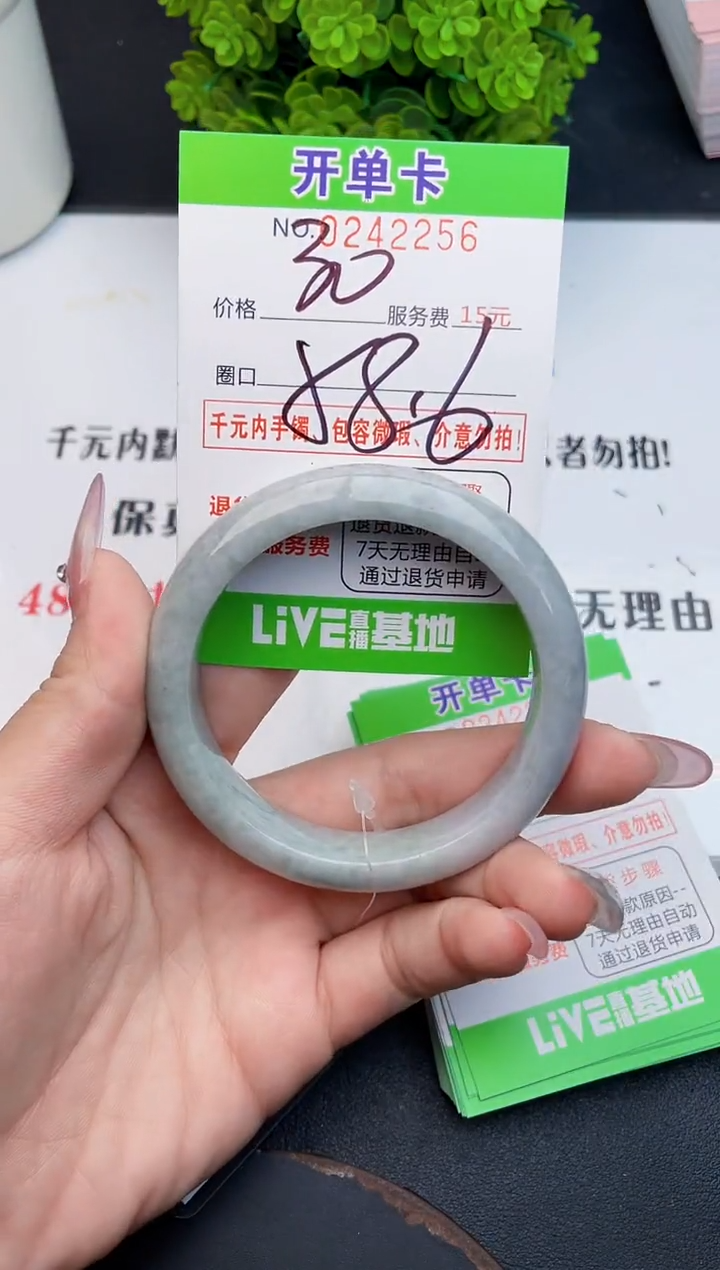 开单卡
NO. 0242256
价格 30 服务费 15元
圈口 58.6
千元内手镯、包容微瑕、介意勿拍!
千元内
者勿拍!
保
退
退货退款
服务费
7天无理由自
通过退货申请
48
无理由
LiVE直播基地
开单卡
容微瑕、介意勿拍!
步骤
款原因--
7天无理由自动
通过退货申请
LiVE直播基地